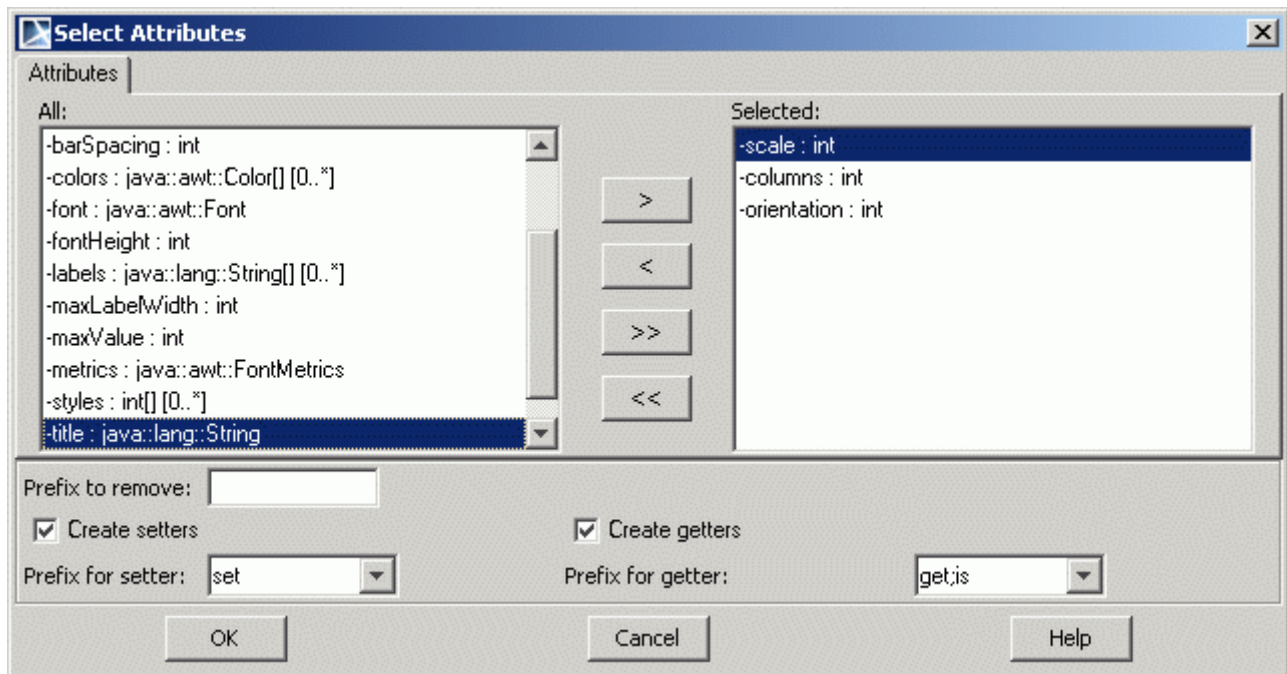 Select Attributes
Attributes
All:
-barSpacing : int
-colors : java::awt::Color[] [0..*]
-font : java::awt::Font
-fontHeight : int
-labels : java::lang::String[] [0..*]
-maxLabelWidth : int
-maxValue : int
-metrics : java::awt::FontMetrics
-styles : int[] [0..*]
-title : java::lang::String
>
<
>>
<<
Selected:
-scale : int
-columns : int
-orientation : int
Prefix to remove:
Create setters Create getters
Prefix for setter: set Prefix for getter: get;is
OK Cancel Help